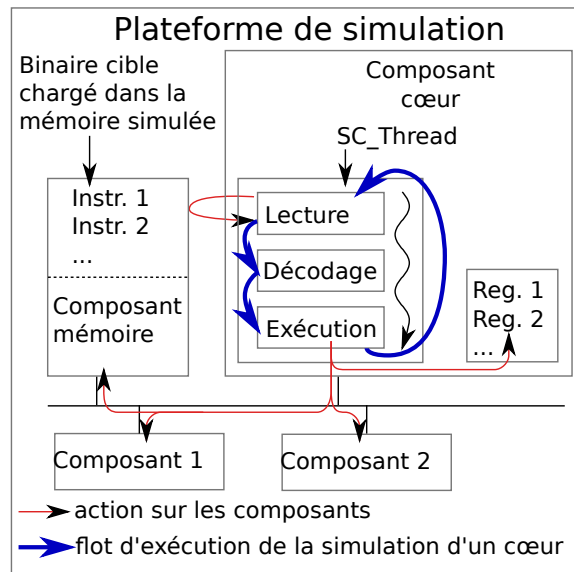 Plateforme de simulation
Binaire cible
chargé dans la
mémoire simulée
Composant
cœur
SC_Thread
Instr. 1
Instr. 2
...
Composant
mémoire
Lecture
Décodage
Exécution
Reg. 1
Reg. 2
...
Composant 1
Composant 2
action sur les composants
flot d'exécution de la simulation d'un cœur